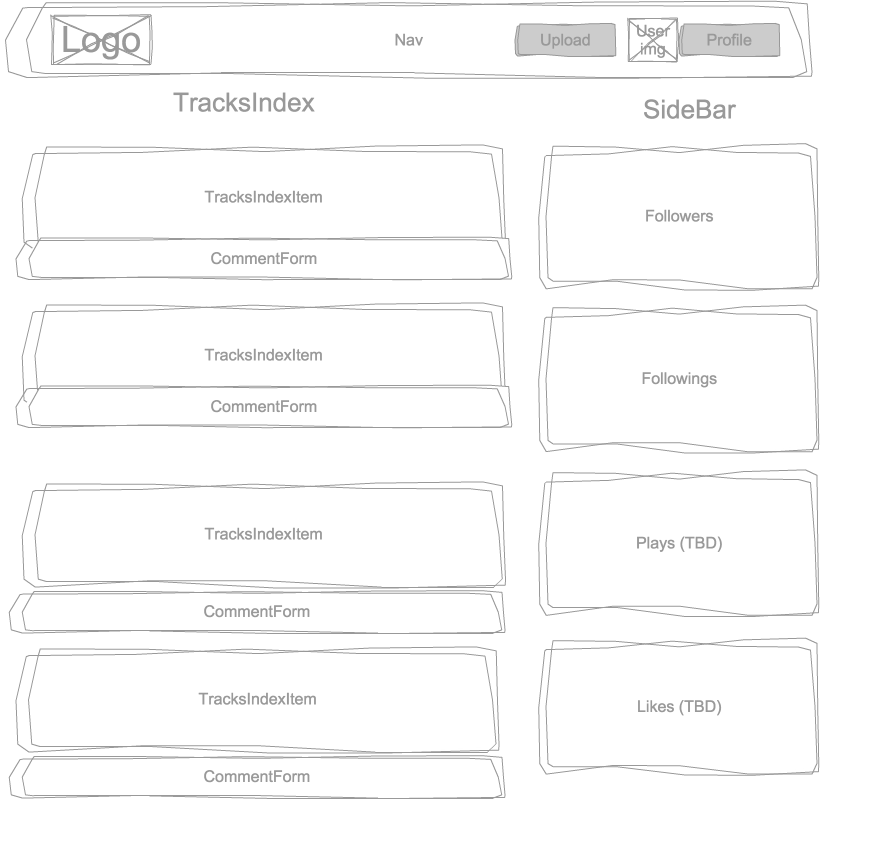 Logo
Nav
Upload
User
img
Profile
TracksIndex
SideBar
TracksIndexItem
CommentForm
TracksIndexItem
CommentForm
TracksIndexItem
CommentForm
TracksIndexItem
CommentForm
Followers
Followings
Plays (TBD)
Likes (TBD)